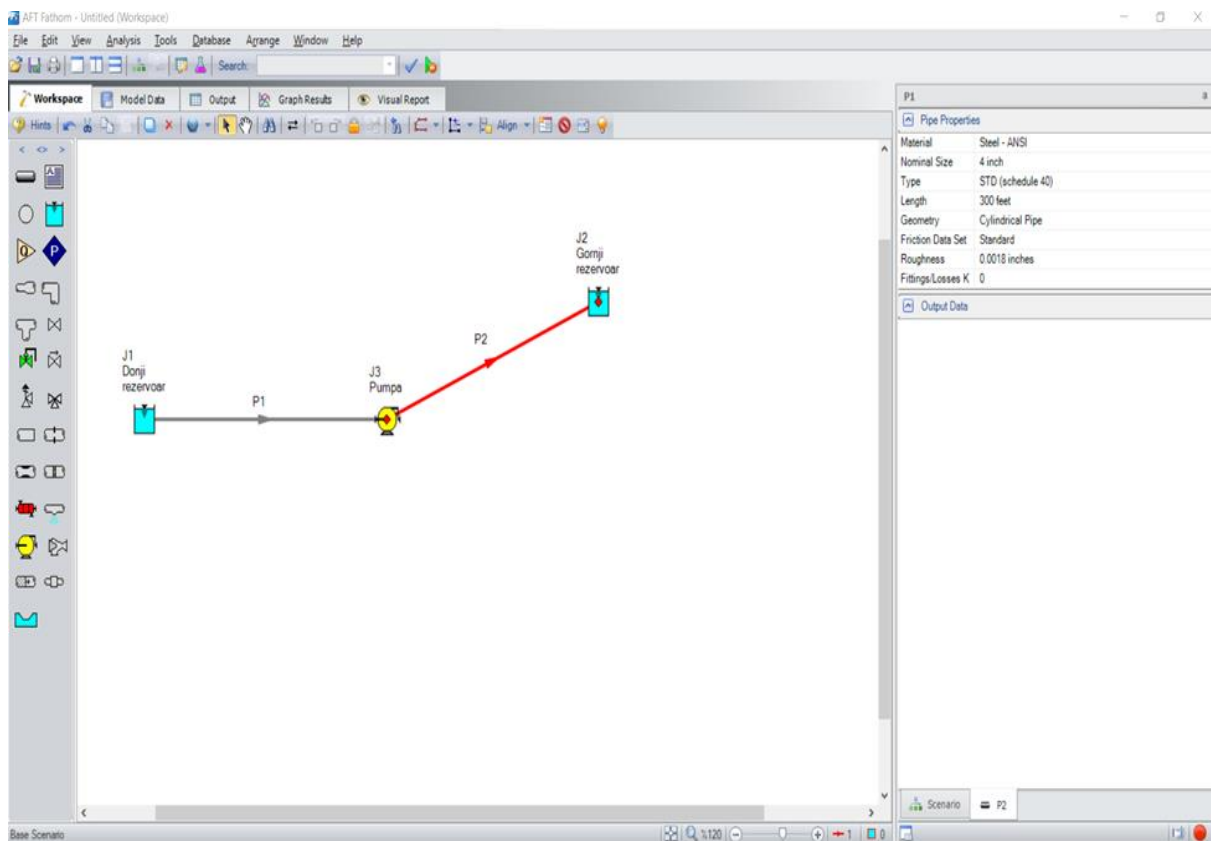 AFT Fathom - Untitled (Workspace)
File Edit View Analysis Tools Database Arrange Window Help
Search:
Workspace Model Data Output Graph Results Visual Report
Hints Align
J2
Gornji
rezervoar
P2
J1
Donji
rezervoar
P1
J3
Pumpa
Q
P
P1
Pipe Properties
Material Steel - ANSI
Nominal Size 4 inch
Type STD (schedule 40)
Length 300 feet
Geometry Cylindrical Pipe
Friction Data Set Standard
Roughness 0.0018 inches
Fittings/Losses K 0
Output Data
Scenario P2
Base Scenario %120 1 0